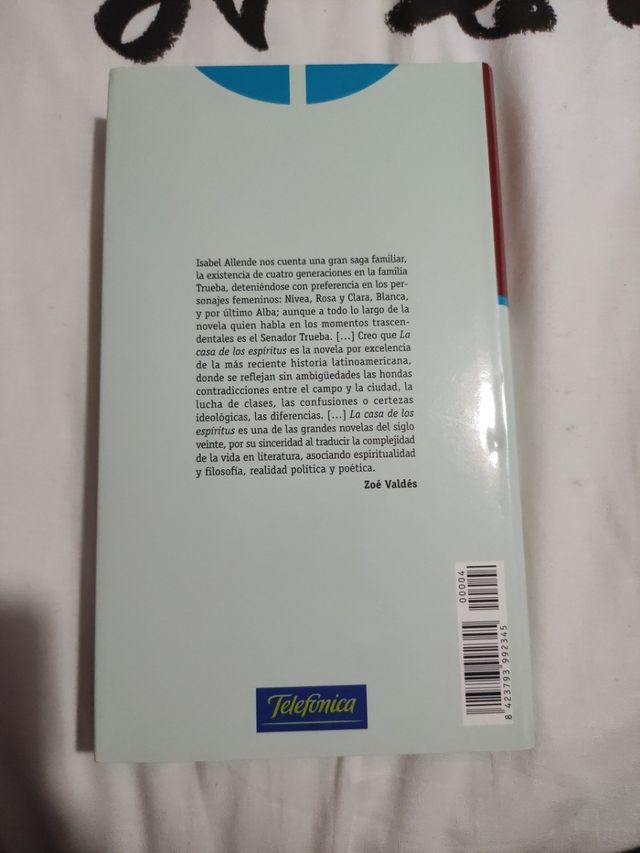 Isabel Allende nos cuenta una gran saga familiar,
la existencia de cuatro generaciones en la familia
Trueba, deteniéndose con preferencia en los per-
sonajes femeninos: Nívea, Rosa y Clara, Blanca,
y por último Alba; aunque a todo lo largo de la
novela quien habla en los momentos trascen-
dentales es el Senador Trueba. [...] Creo que La
casa de los espíritus es la novela por excelencia
de la más reciente historia latinoamericana,
donde se reflejan sin ambigüedades las hondas
contradicciones entre el campo y la ciudad, la
lucha de clases, las confusiones o certezas
ideológicas, las diferencias. [...] La casa de los
espíritus es una de las grandes novelas del siglo
veinte, por su sinceridad al traducir la complejidad
de la vida en literatura, asociando espiritualidad
y filosofía, realidad política y poética.
Zoé Valdés
00004
8 423793 992345
Telefónica